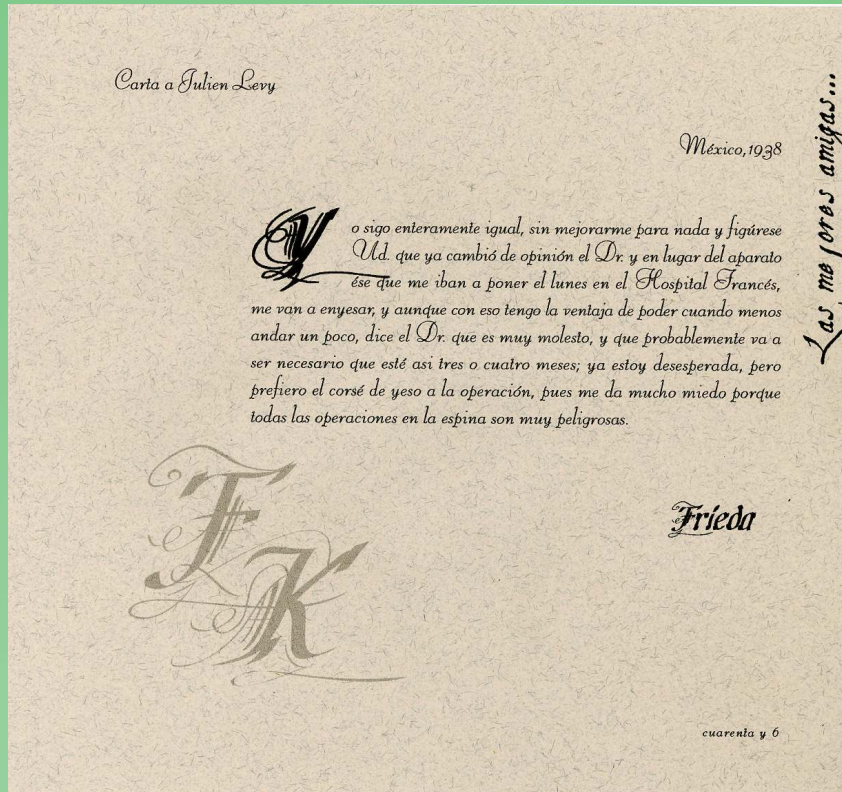 Carta a Julien Levy
México, 1938
Yo sigo enteramente igual, sin mejorarme para nada y figúrese
Ud. que ya cambió de opinión el Dr. y en lugar del aparato
ése que me iban a poner el lunes en el Hospital Francés,
me van a enyesar, y aunque con eso tengo la ventaja de poder cuando menos
andar un poco, dice el Dr. que es muy molesto, y que probablemente va a
ser necesario que esté asi tres o cuatro meses; ya estoy desesperada, pero
prefiero el corsé de yeso a la operación, pues me da mucho miedo porque
todas las operaciones en la espina son muy peligrosas.
Frieda
FK
cuarenta y 6
Las me jores amigas...